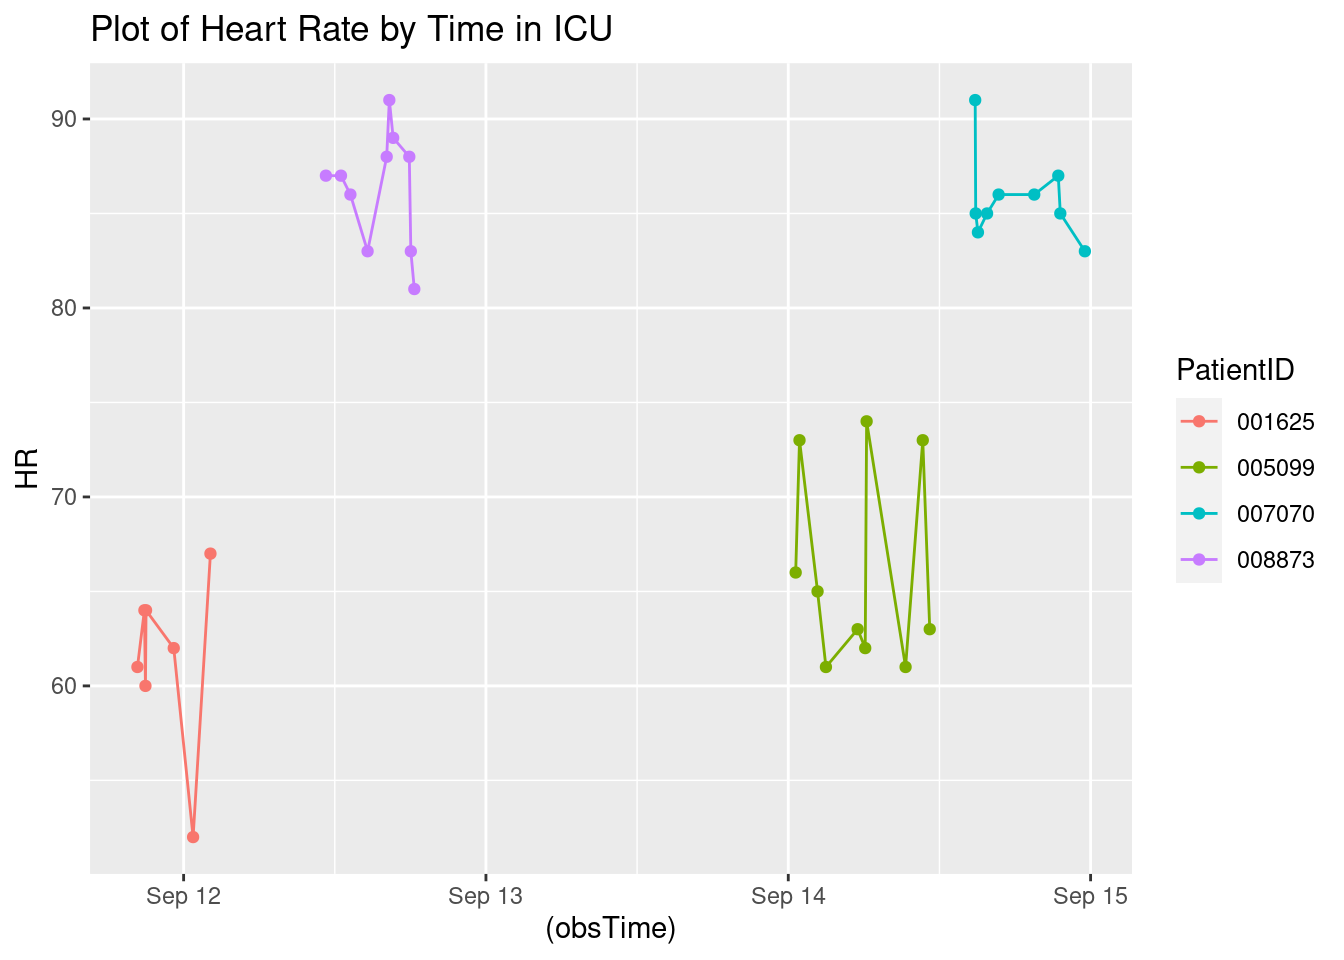 Plot of Heart Rate by Time in ICU
90
80
70
60
HR
Sep 12
Sep 13
Sep 14
Sep 15
(obsTime)
PatientID
001625
005099
007070
008873